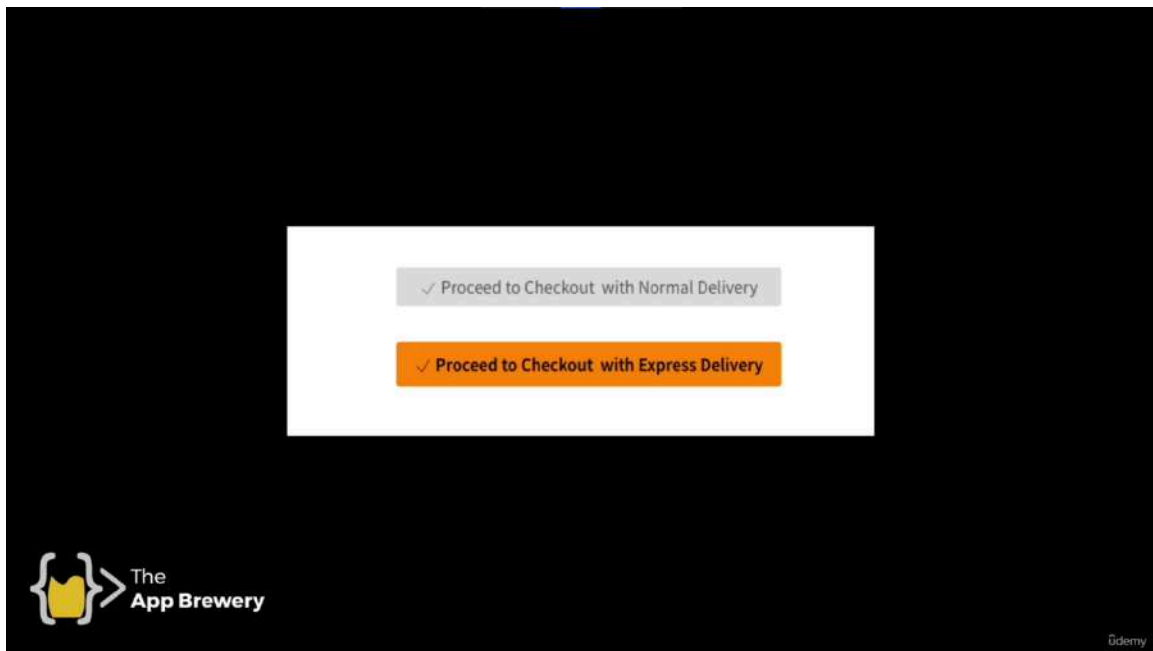 ✓ Proceed to Checkout with Normal Delivery
✓ Proceed to Checkout with Express Delivery
The
App Brewery
ûdemy